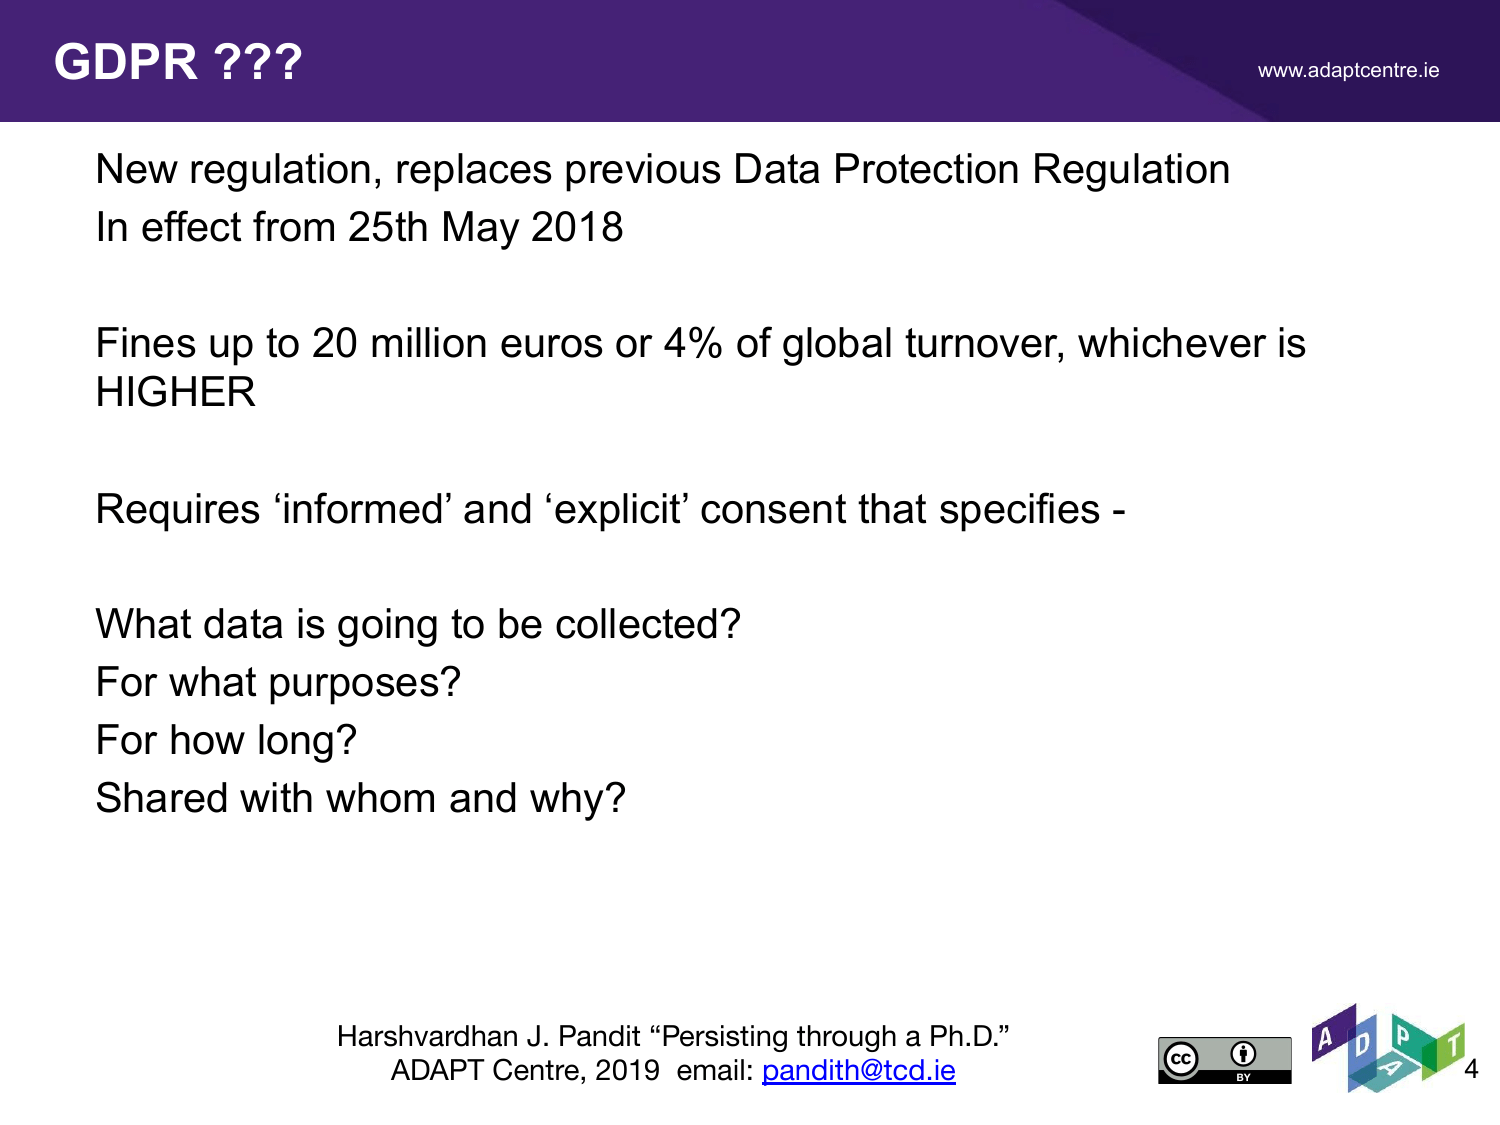 GDPR ???
www.adaptcentre.ie
New regulation, replaces previous Data Protection Regulation
In effect from 25th May 2018
Fines up to 20 million euros or 4% of global turnover, whichever is
HIGHER
Requires ‘informed’ and ‘explicit’ consent that specifies -
What data is going to be collected?
For what purposes?
For how long?
Shared with whom and why?
Harshvardhan J. Pandit “Persisting through a Ph.D.”
ADAPT Centre, 2019 email: pandith@tcd.ie
cc BY
ADAPT
4